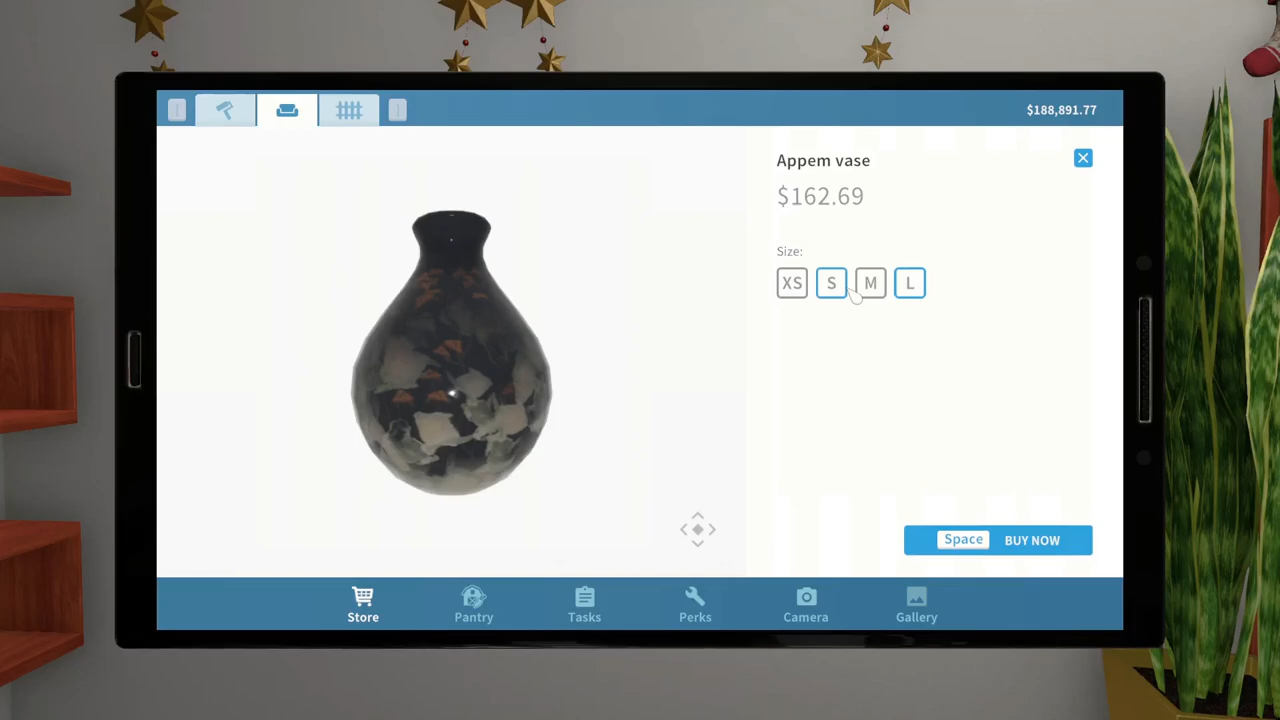 $188,891.77
Appem vase
$162.69
Size:
XS S M L
Space BUY NOW
Store Pantry Tasks Perks Camera Gallery